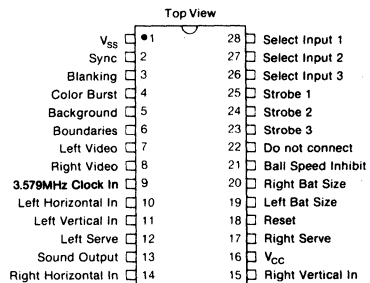 Top View
V_SS 1 28 Select Input 1
Sync 2 27 Select Input 2
Blanking 3 26 Select Input 3
Color Burst 4 25 Strobe 1
Background 5 24 Strobe 2
Boundaries 6 23 Strobe 3
Left Video 7 22 Do not connect
Right Video 8 21 Ball Speed Inhibit
3.579MHz Clock In 9 20 Right Bat Size
Left Horizontal In 10 19 Left Bat Size
Left Vertical In 11 18 Reset
Left Serve 12 17 Right Serve
Sound Output 13 16 V_CC
Right Horizontal In 14 15 Right Vertical In